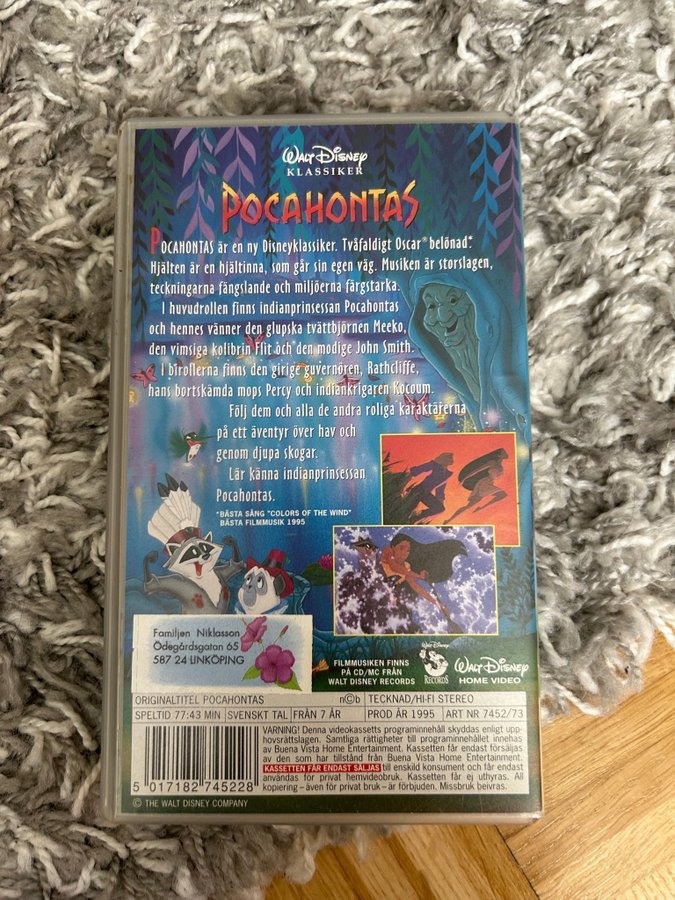 WALT DISNEY
KLASSIKER
POCAHONTAS
POCAHONTAS är en ny Disneyklassiker. Tvåfaldigt Oscar® belönad*.
Hjälten är en hjältinna, som går sin egen väg. Musiken är storslagen,
teckningarna fängslande och miljöerna färgstarka.
I huvudrollen finns indianprinsessan Pocahontas
och hennes vänner den glupska tvättbjörnen Meeko,
den vimsiga kolibrin Flit och den modige John Smith.
I birollerna finns den girige guvernören, Rathcliffe,
hans bortskämda mops Percy och indiankrigaren Kocoum.
Följ dem och alla de andra roliga karaktärerna
på ett äventyr över hav och
genom djupa skogar.
Lär känna indianprinsessan
Pocahontas.
*BÄSTA SÅNG "COLORS OF THE WIND"
BÄSTA FILMMUSIK 1995
Familjen Niklasson
Ödegårdsgatan 65
587 24 LINKÖPING
FILMMUSIKEN FINNS
PÅ CD/MC FRÅN
WALT DISNEY RECORDS
WALT DISNEY
RECORDS
WALT DISNEY
HOME VIDEO
ORIGINALTITEL POCAHONTAS n©b TECKNAD/HI-FI STEREO
SPELTID 77:43 MIN SVENSKT TAL FRÅN 7 ÅR PROD ÅR 1995 ART NR 7452/73
VARNING! Denna videokassetts programinnehåll skyddas enligt upp-
hovsrättslagen. Samtliga rättigheter till programinnehållet innehas
av Buena Vista Home Entertainment. Kassetten får endast försäljas
av den som har tillstånd från Buena Vista Home Entertainment.
KASSETTEN FÅR ENDAST SÄLJAS till enskild konsument och får endast
användas för privat hemvideobruk. Kassetten får ej uthyras. All
kopiering – även för privat bruk – är förbjuden. Missbruk beivras.
5 017182 745228
© THE WALT DISNEY COMPANY